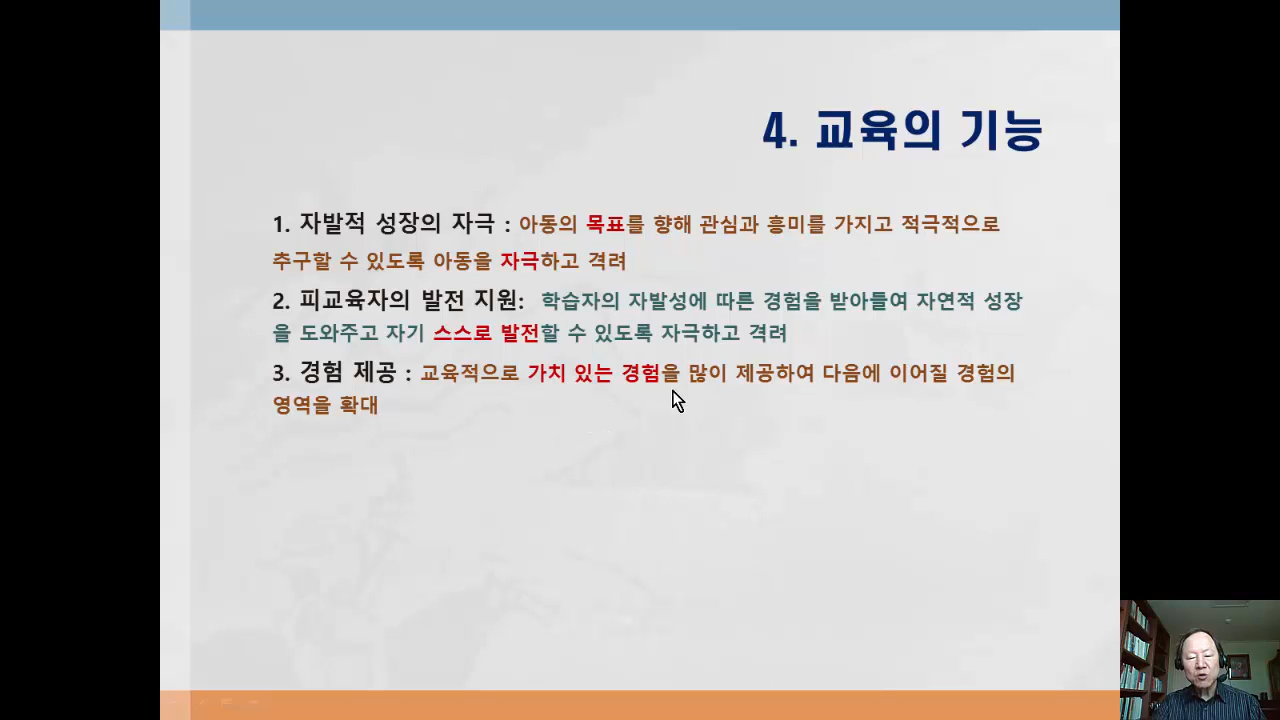 4. 교육의 기능
1. 자발적 성장의 자극 : 아동의 목표를 향해 관심과 흥미를 가지고 적극적으로
추구할 수 있도록 아동을 자극하고 격려
2. 피교육자의 발전 지원: 학습자의 자발성에 따른 경험을 받아들여 자연적 성장
을 도와주고 자기 스스로 발전할 수 있도록 자극하고 격려
3. 경험 제공 : 교육적으로 가치 있는 경험을 많이 제공하여 다음에 이어질 경험의
영역을 확대